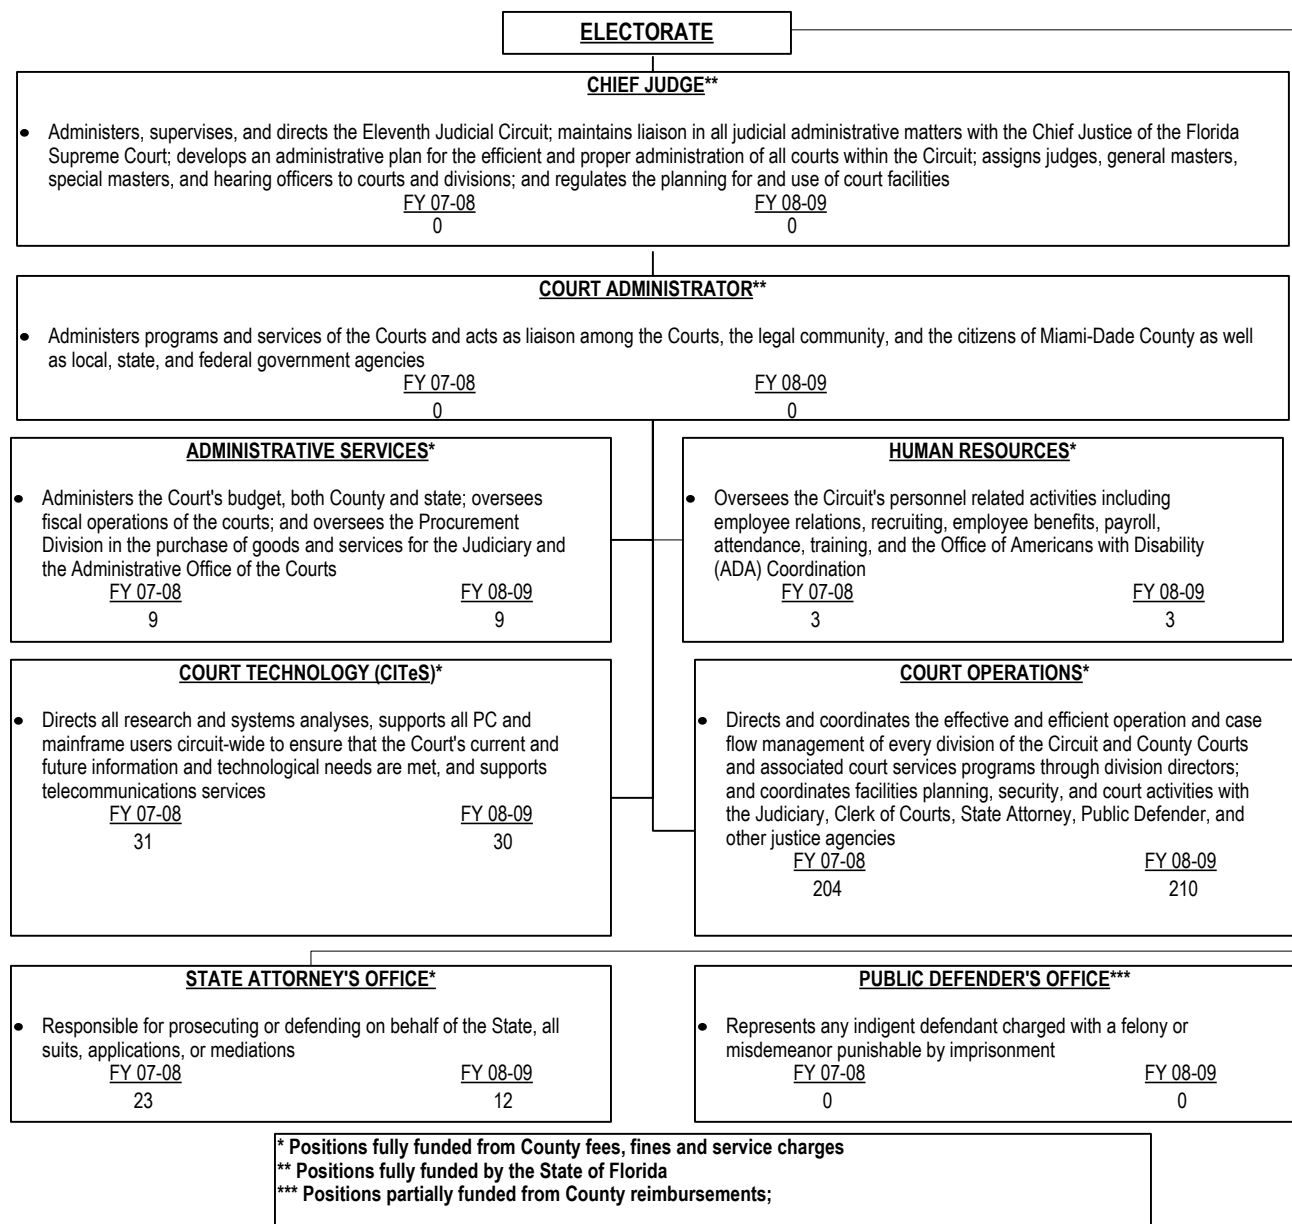 ELECTORATE
CHIEF JUDGE**
• Administers, supervises, and directs the Eleventh Judicial Circuit; maintains liaison in all judicial administrative matters with the Chief Justice of the Florida
Supreme Court; develops an administrative plan for the efficient and proper administration of all courts within the Circuit; assigns judges, general masters,
special masters, and hearing officers to courts and divisions; and regulates the planning for and use of court facilities
FY 07-08 FY 08-09
0 0
COURT ADMINISTRATOR**
• Administers programs and services of the Courts and acts as liaison among the Courts, the legal community, and the citizens of Miami-Dade County as well
as local, state, and federal government agencies
FY 07-08 FY 08-09
0 0
ADMINISTRATIVE SERVICES*
• Administers the Court's budget, both County and state; oversees
fiscal operations of the courts; and oversees the Procurement
Division in the purchase of goods and services for the Judiciary and
the Administrative Office of the Courts
FY 07-08 FY 08-09
9 9
HUMAN RESOURCES*
• Oversees the Circuit's personnel related activities including
employee relations, recruiting, employee benefits, payroll,
attendance, training, and the Office of Americans with Disability
(ADA) Coordination
FY 07-08 FY 08-09
3 3
COURT TECHNOLOGY (CITeS)*
• Directs all research and systems analyses, supports all PC and
mainframe users circuit-wide to ensure that the Court's current and
future information and technological needs are met, and supports
telecommunications services
FY 07-08 FY 08-09
31 30
COURT OPERATIONS*
• Directs and coordinates the effective and efficient operation and case
flow management of every division of the Circuit and County Courts
and associated court services programs through division directors;
and coordinates facilities planning, security, and court activities with
the Judiciary, Clerk of Courts, State Attorney, Public Defender, and
other justice agencies
FY 07-08 FY 08-09
204 210
STATE ATTORNEY'S OFFICE*
• Responsible for prosecuting or defending on behalf of the State, all
suits, applications, or mediations
FY 07-08 FY 08-09
23 12
PUBLIC DEFENDER'S OFFICE***
• Represents any indigent defendant charged with a felony or
misdemeanor punishable by imprisonment
FY 07-08 FY 08-09
0 0
* Positions fully funded from County fees, fines and service charges
** Positions fully funded by the State of Florida
*** Positions partially funded from County reimbursements;